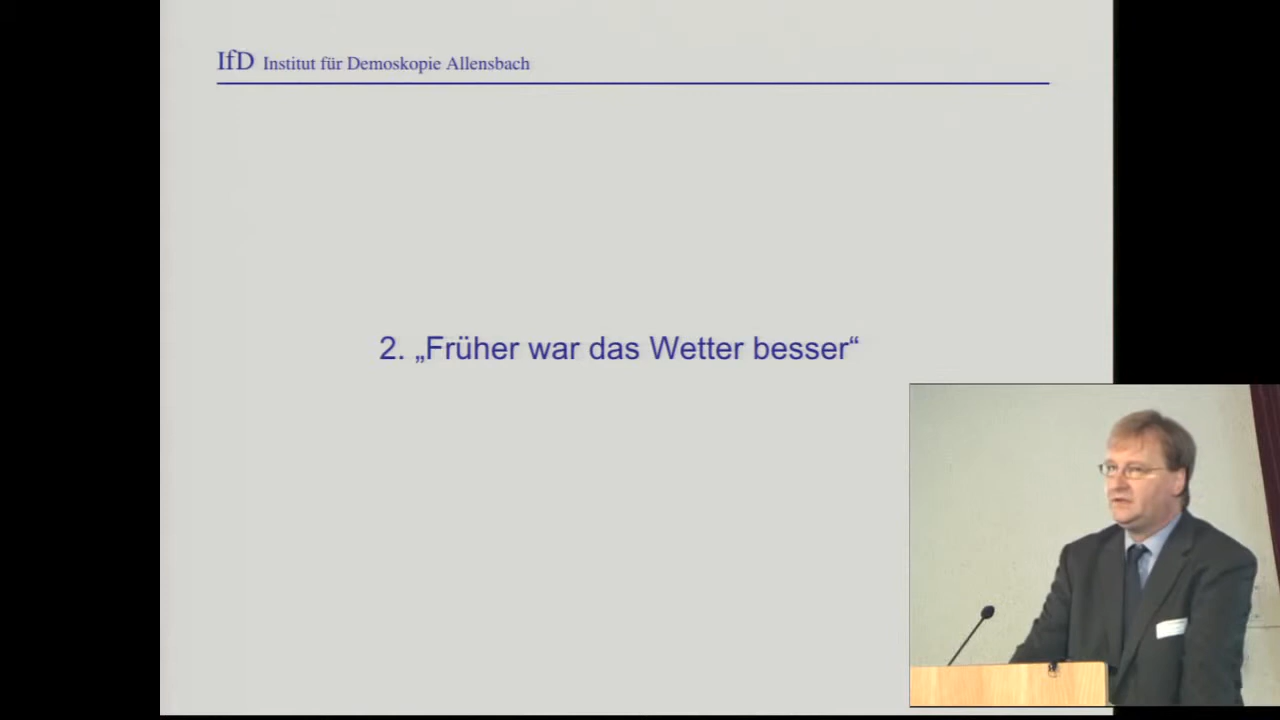 IfD Institut für Demoskopie Allensbach
2. „Früher war das Wetter besser“